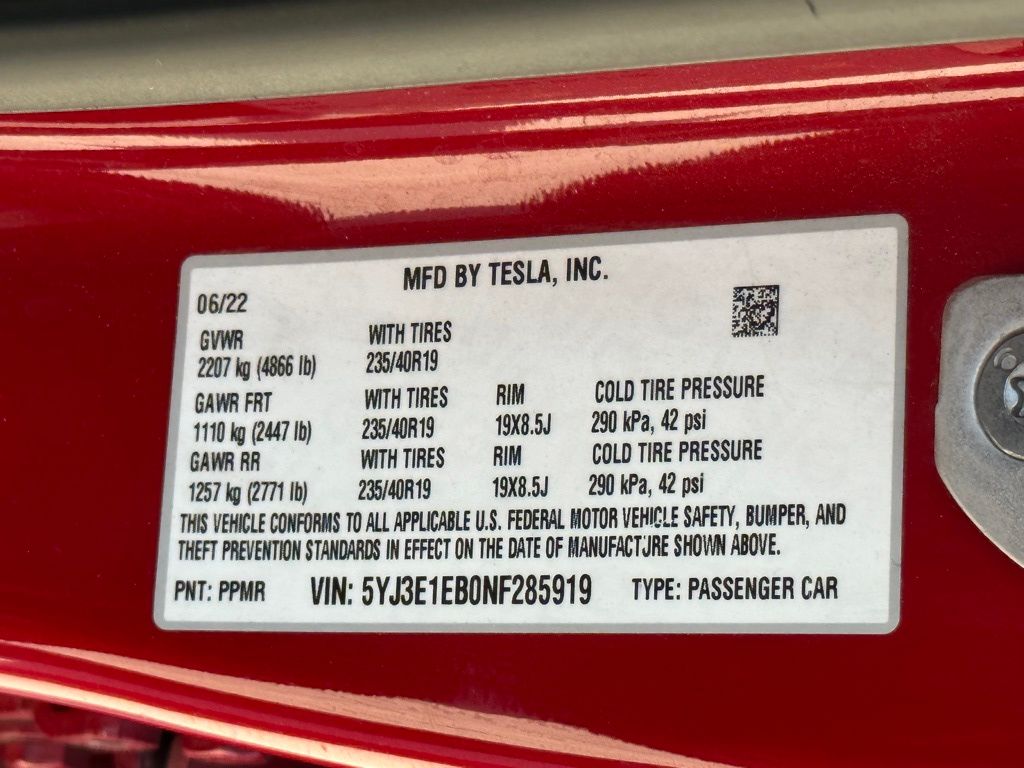 MFD BY TESLA, INC.
06/22
GVWR WITH TIRES
2207 kg (4866 lb) 235/40R19
GAWR FRT WITH TIRES RIM COLD TIRE PRESSURE
1110 kg (2447 lb) 235/40R19 19X8.5J 290 kPa, 42 psi
GAWR RR WITH TIRES RIM COLD TIRE PRESSURE
1257 kg (2771 lb) 235/40R19 19X8.5J 290 kPa, 42 psi
THIS VEHICLE CONFORMS TO ALL APPLICABLE U.S. FEDERAL MOTOR VEHICLE SAFETY, BUMPER, AND
THEFT PREVENTION STANDARDS IN EFFECT ON THE DATE OF MANUFACTURE SHOWN ABOVE.
PNT: PPMR VIN: 5YJ3E1EB0NF285919 TYPE: PASSENGER CAR